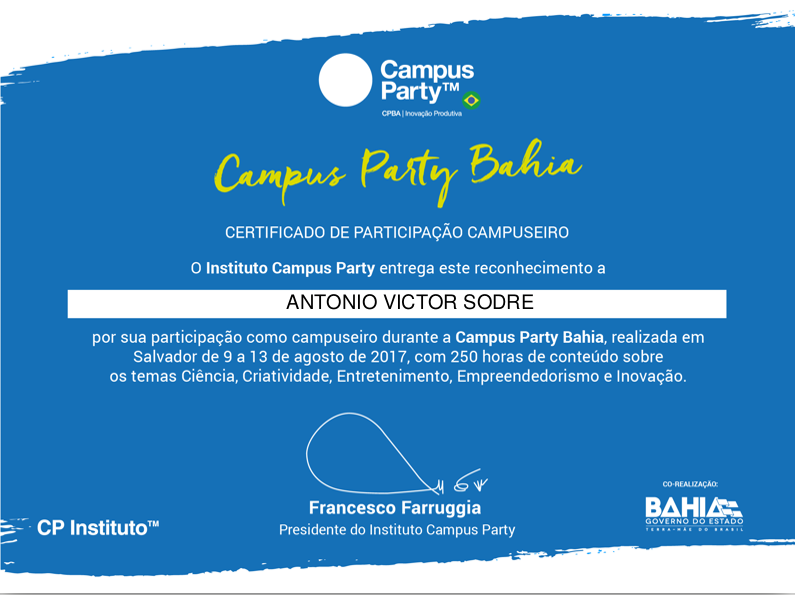 Campus
Party™
CPBA | Inovação Produtiva
Campus Party Bahia
CERTIFICADO DE PARTICIPAÇÃO CAMPUSEIRO
O Instituto Campus Party entrega este reconhecimento a
ANTONIO VICTOR SODRE
por sua participação como campuseiro durante a Campus Party Bahia, realizada em
Salvador de 9 a 13 de agosto de 2017, com 250 horas de conteúdo sobre
os temas Ciência, Criatividade, Entretenimento, Empreendedorismo e Inovação.
Francesco Farruggia
Presidente do Instituto Campus Party
CP Instituto™
CO-REALIZAÇÃO:
BAHIA
GOVERNO DO ESTADO
TERRA-MÃE DO BRASIL